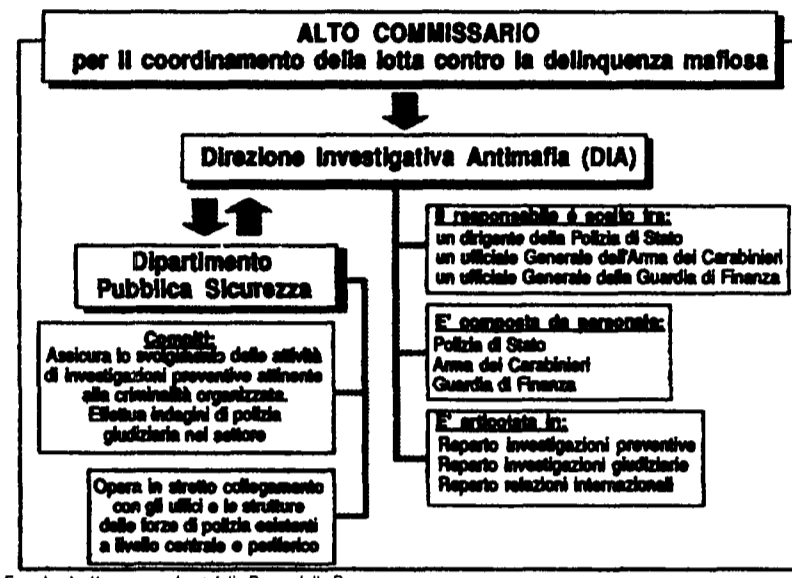 ALTO COMMISSARIO
per il coordinamento della lotta contro la delinquenza mafiosa
Direzione Investigativa Antimafia (DIA)
Il responsabile é scelto tra:
un dirigente della Polizia di Stato
un ufficiale Generale dell'Arma dei Carabinieri
un ufficiale Generale della Guardia di Finanza
Dipartimento
Pubblica Sicurezza
Compiti:
Assicura lo svolgimento delle attività
di investigazioni preventive attinente
alla criminalità organizzata.
Effettua indagini di polizia
giudiziaria nel settore
E' composta da personale:
Polizia di Stato
Arma dei Carabinieri
Guardia di Finanza
E' articolata in:
Reparto investigazioni preventive
Reparto investigazioni giudiziarie
Reparto relazioni internazionali
Opera in stretto collegamento
con gli uffici e le strutture
delle forze di polizia esistenti
a livello centrale e periferico